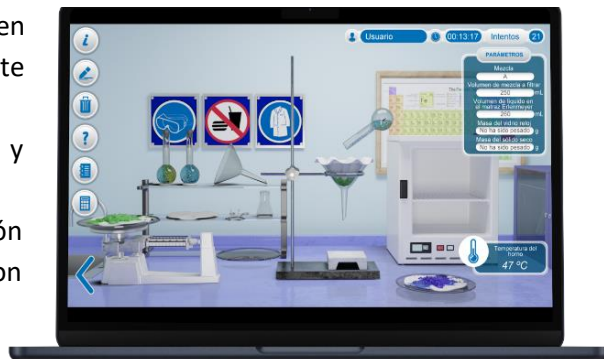 en
te
y
ón
on
Usuario
00:13:17
Intentos
21
PARÁMETROS
Mezcla
A
Volumen de mezcla a filtrar
250 mL
Volumen de líquido en
el matraz Erlenmeyer
250 mL
Masa del vidrio reloj
No ha sido pesado g
Masa del sólido seco
No ha sido pesado g
Temperatura del
horno
47 ºC